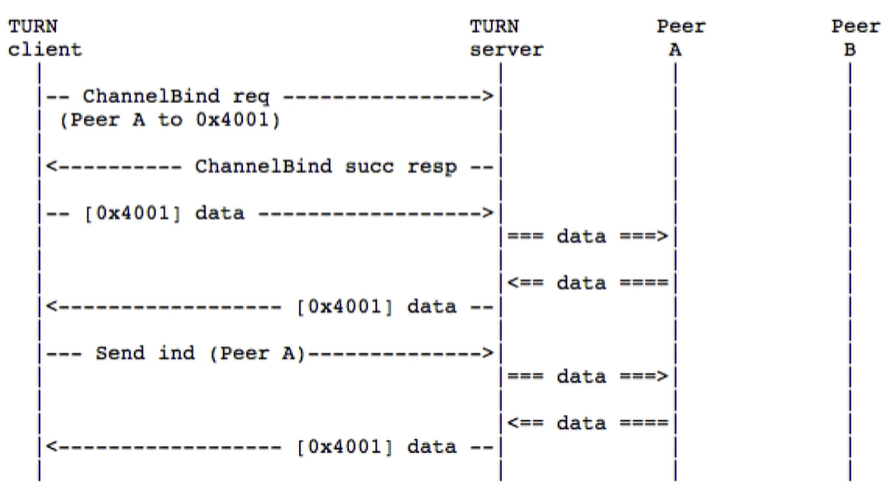 TURN                                 TURN          Peer          Peer
client                               server         A             B
-- ChannelBind req ---------------->
(Peer A to 0x4001)
<---------- ChannelBind succ resp --
-- [0x4001] data ------------------>
=== data ===>
<== data ====
<------------------ [0x4001] data --
--- Send ind (Peer A)-------------->
=== data ===>
<== data ====
<------------------ [0x4001] data --